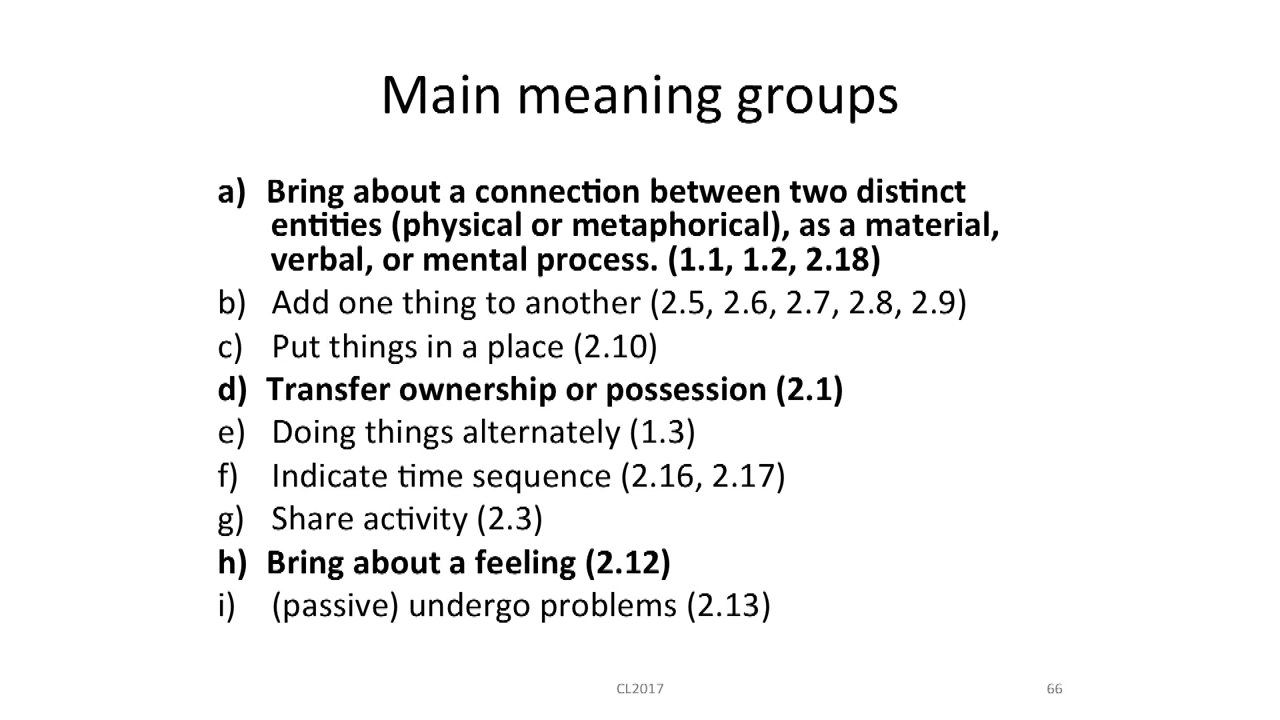 Main meaning groups
a) Bring about a connection between two distinct
entities (physical or metaphorical), as a material,
verbal, or mental process. (1.1, 1.2, 2.18)
b) Add one thing to another (2.5, 2.6, 2.7, 2.8, 2.9)
c) Put things in a place (2.10)
d) Transfer ownership or possession (2.1)
e) Doing things alternately (1.3)
f) Indicate time sequence (2.16, 2.17)
g) Share activity (2.3)
h) Bring about a feeling (2.12)
i) (passive) undergo problems (2.13)
CL2017
66